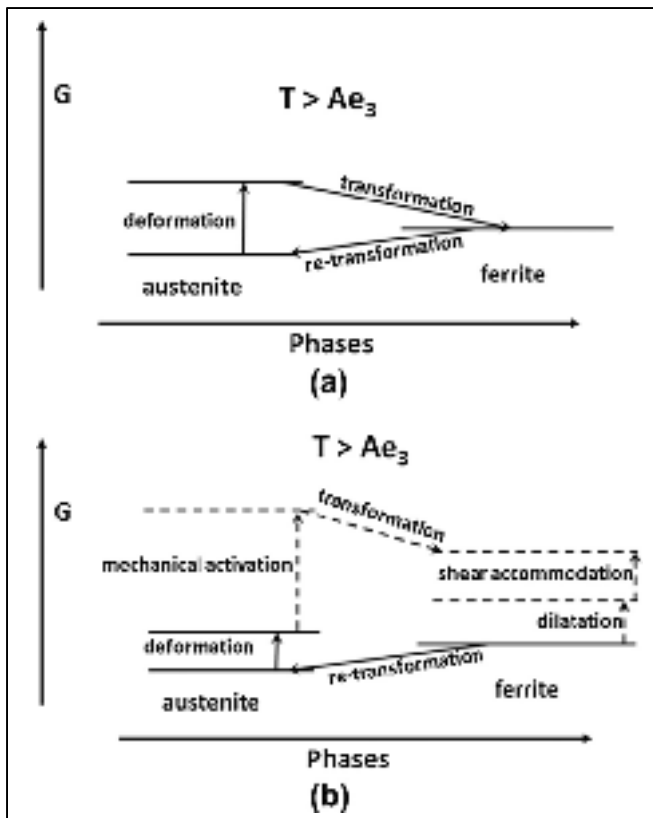 G
T > Ae3
transformation
deformation
re-transformation
austenite
ferrite
Phases
(a)
T > Ae3
G
transformation
mechanical activation
shear accommodation
dilatation
deformation
re-transformation
austenite
ferrite
Phases
(b)